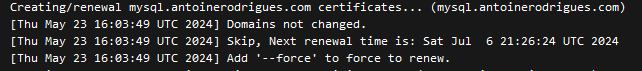 Creating/renewal mysql.antoinerodrigues.com certificates... (mysql.antoinerodrigues.com)
[Thu May 23 16:03:49 UTC 2024] Domains not changed.
[Thu May 23 16:03:49 UTC 2024] Skip, Next renewal time is: Sat Jul  6 21:26:24 UTC 2024
[Thu May 23 16:03:49 UTC 2024] Add '--force' to force to renew.